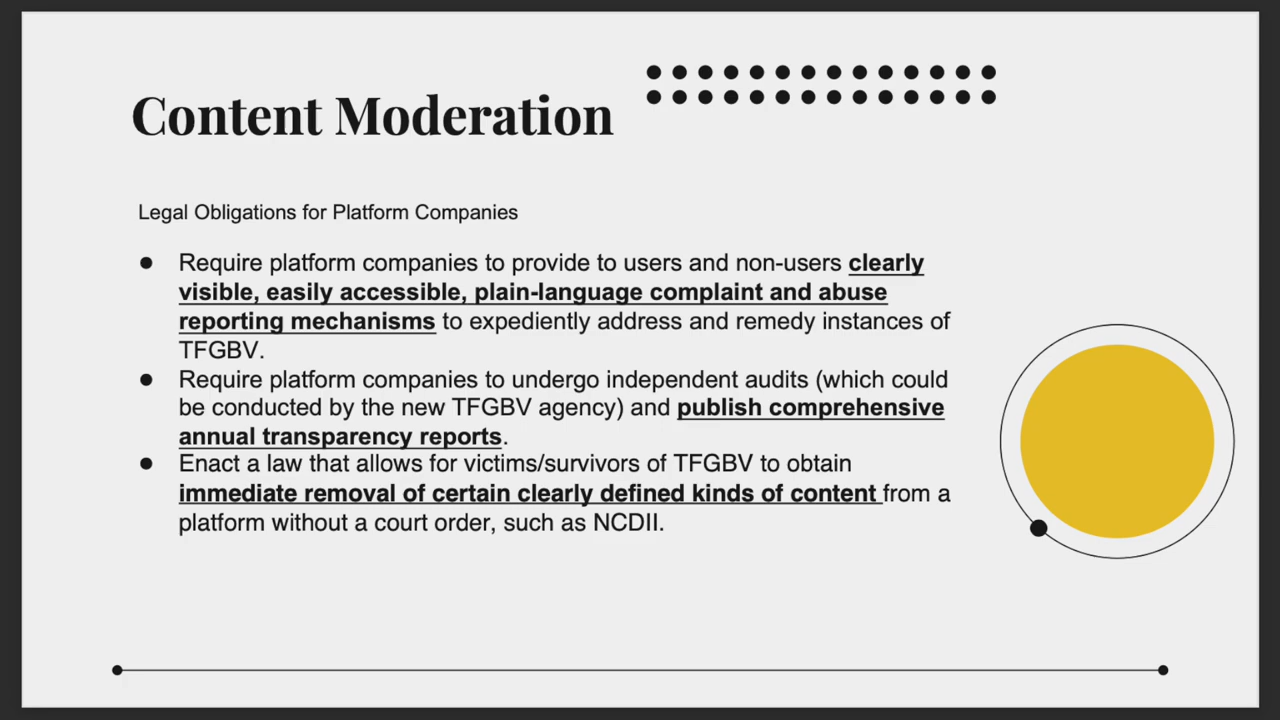 Content Moderation
Legal Obligations for Platform Companies
● Require platform companies to provide to users and non-users clearly
visible, easily accessible, plain-language complaint and abuse
reporting mechanisms to expediently address and remedy instances of
TFGBV.
● Require platform companies to undergo independent audits (which could
be conducted by the new TFGBV agency) and publish comprehensive
annual transparency reports.
● Enact a law that allows for victims/survivors of TFGBV to obtain
immediate removal of certain clearly defined kinds of content from a
platform without a court order, such as NCDII.